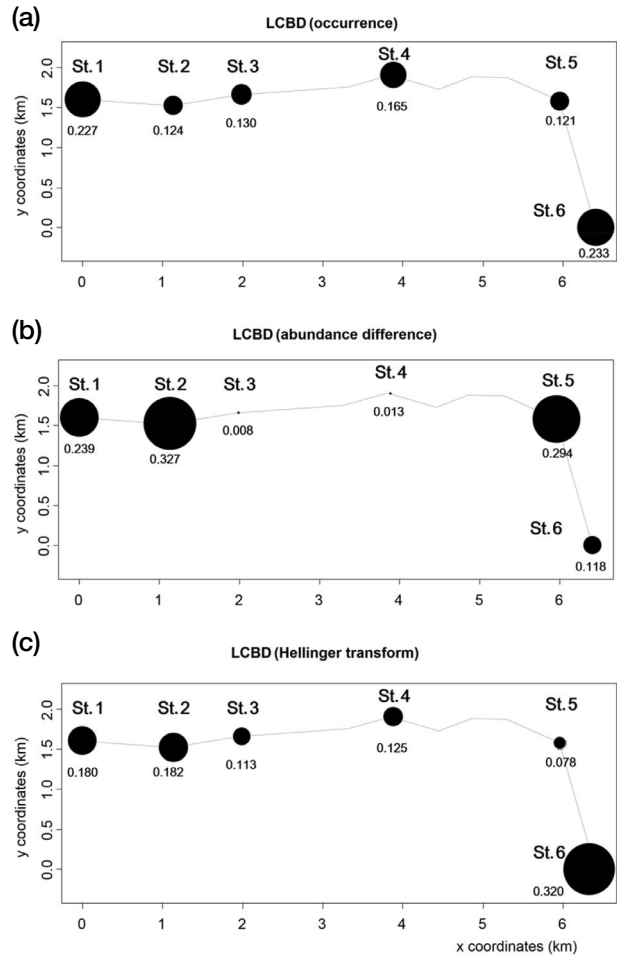 (a)
LCBD (occurrence)
St. 1 St. 2 St. 3 St. 4 St. 5 St. 6
0.227 0.124 0.130 0.165 0.121 0.233
y coordinates (km)
2.0
1.5
1.0
0.5
0.0
0 1 2 3 4 5 6
(b)
LCBD (abundance difference)
St. 1 St. 2 St. 3 St. 4 St. 5 St. 6
0.239 0.327 0.008 0.013 0.294 0.118
y coordinates (km)
2.0
1.5
1.0
0.5
0.0
0 1 2 3 4 5 6
(c)
LCBD (Hellinger transform)
St. 1 St. 2 St. 3 St. 4 St. 5 St. 6
0.180 0.182 0.113 0.125 0.078 0.320
y coordinates (km)
2.0
1.5
1.0
0.5
0.0
0 1 2 3 4 5 6
x coordinates (km)